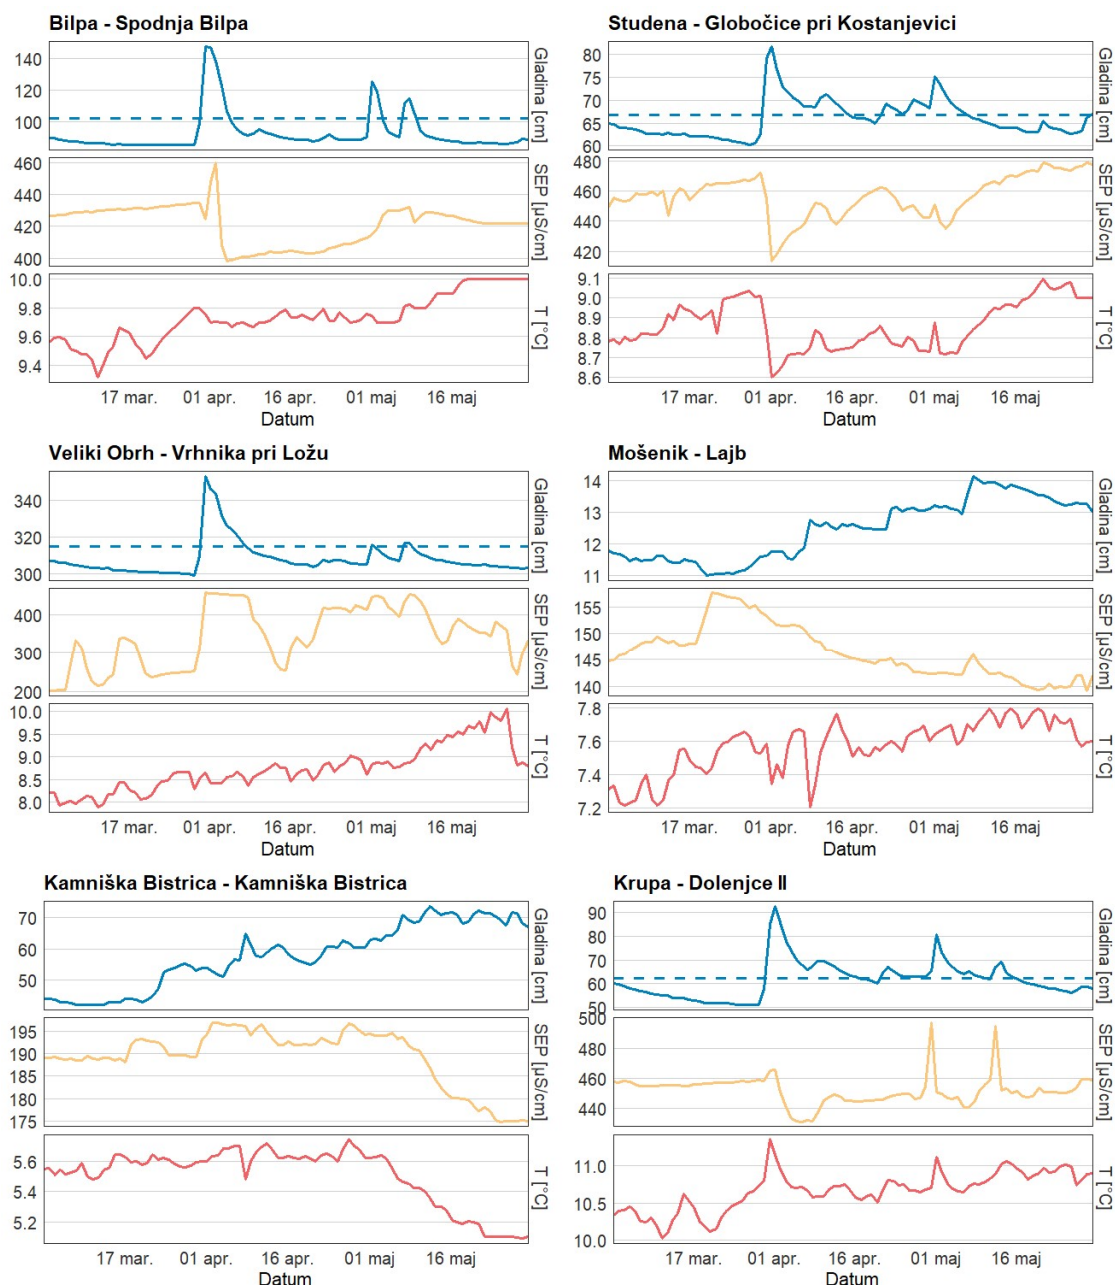 Bilpa - Spodnja Bilpa
140
120
100
Gladina [cm]
460
440
420
400
SEP [µS/cm]
10.0
9.8
9.6
9.4
T [°C]
17 mar. 01 apr. 16 apr. 01 maj 16 maj
Datum
Studena - Globočice pri Kostanjevici
80
75
70
65
60
Gladina [cm]
480
460
440
420
SEP [µS/cm]
9.1
9.0
8.9
8.8
8.7
8.6
T [°C]
17 mar. 01 apr. 16 apr. 01 maj 16 maj
Datum
Veliki Obrh - Vrhnika pri Ložu
340
320
300
Gladina [cm]
400
300
200
SEP [µS/cm]
10.0
9.5
9.0
8.5
8.0
T [°C]
17 mar. 01 apr. 16 apr. 01 maj 16 maj
Datum
Mošenik - Lajb
14
13
12
11
Gladina [cm]
155
150
145
140
SEP [µS/cm]
7.8
7.6
7.4
7.2
T [°C]
17 mar. 01 apr. 16 apr. 01 maj 16 maj
Datum
Kamniška Bistrica - Kamniška Bistrica
70
60
50
Gladina [cm]
195
190
185
180
175
SEP [µS/cm]
5.6
5.4
5.2
T [°C]
17 mar. 01 apr. 16 apr. 01 maj 16 maj
Datum
Krupa - Dolenjce II
90
80
70
60
50
Gladina [cm]
500
480
460
440
SEP [µS/cm]
11.0
10.5
10.0
T [°C]
17 mar. 01 apr. 16 apr. 01 maj 16 maj
Datum